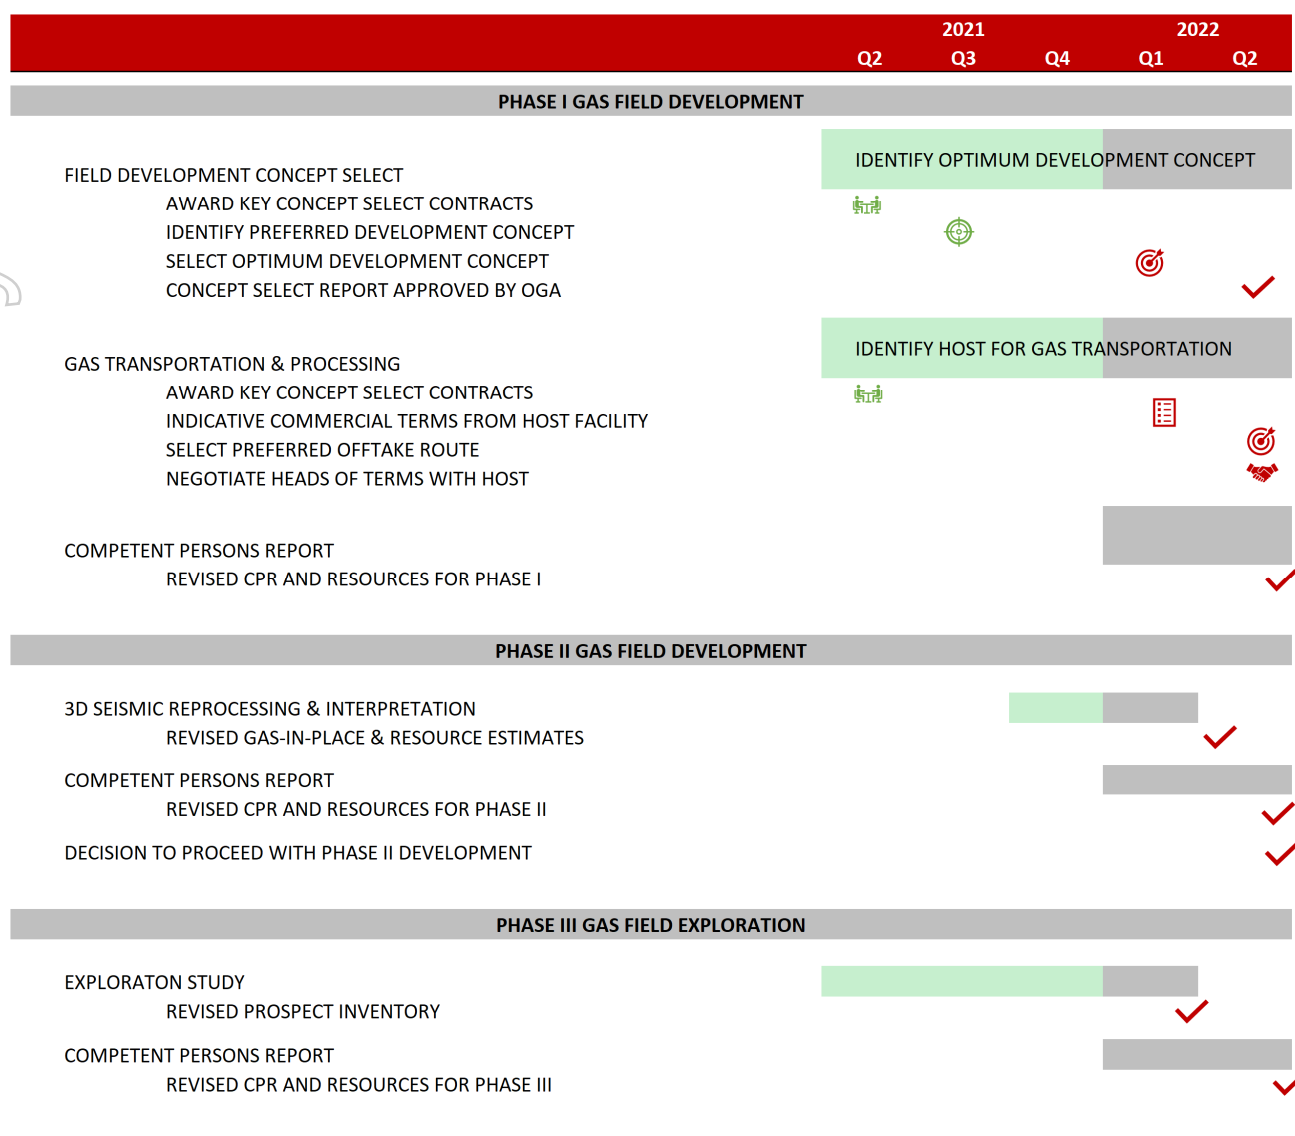 2021 2022
Q2 Q3 Q4 Q1 Q2
PHASE I GAS FIELD DEVELOPMENT
IDENTIFY OPTIMUM DEVELOPMENT CONCEPT
FIELD DEVELOPMENT CONCEPT SELECT
AWARD KEY CONCEPT SELECT CONTRACTS
IDENTIFY PREFERRED DEVELOPMENT CONCEPT
SELECT OPTIMUM DEVELOPMENT CONCEPT
CONCEPT SELECT REPORT APPROVED BY OGA
IDENTIFY HOST FOR GAS TRANSPORTATION
GAS TRANSPORTATION & PROCESSING
AWARD KEY CONCEPT SELECT CONTRACTS
INDICATIVE COMMERCIAL TERMS FROM HOST FACILITY
SELECT PREFERRED OFFTAKE ROUTE
NEGOTIATE HEADS OF TERMS WITH HOST
COMPETENT PERSONS REPORT
REVISED CPR AND RESOURCES FOR PHASE I
PHASE II GAS FIELD DEVELOPMENT
3D SEISMIC REPROCESSING & INTERPRETATION
REVISED GAS-IN-PLACE & RESOURCE ESTIMATES
COMPETENT PERSONS REPORT
REVISED CPR AND RESOURCES FOR PHASE II
DECISION TO PROCEED WITH PHASE II DEVELOPMENT
PHASE III GAS FIELD EXPLORATION
EXPLORATON STUDY
REVISED PROSPECT INVENTORY
COMPETENT PERSONS REPORT
REVISED CPR AND RESOURCES FOR PHASE III